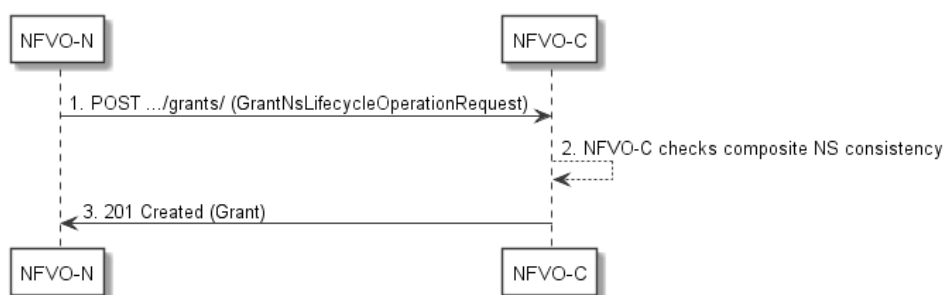 NFVO-N
NFVO-C
1. POST .../grants/ (GrantNsLifecycleOperationRequest)
2. NFVO-C checks composite NS consistency
3. 201 Created (Grant)
NFVO-N
NFVO-C